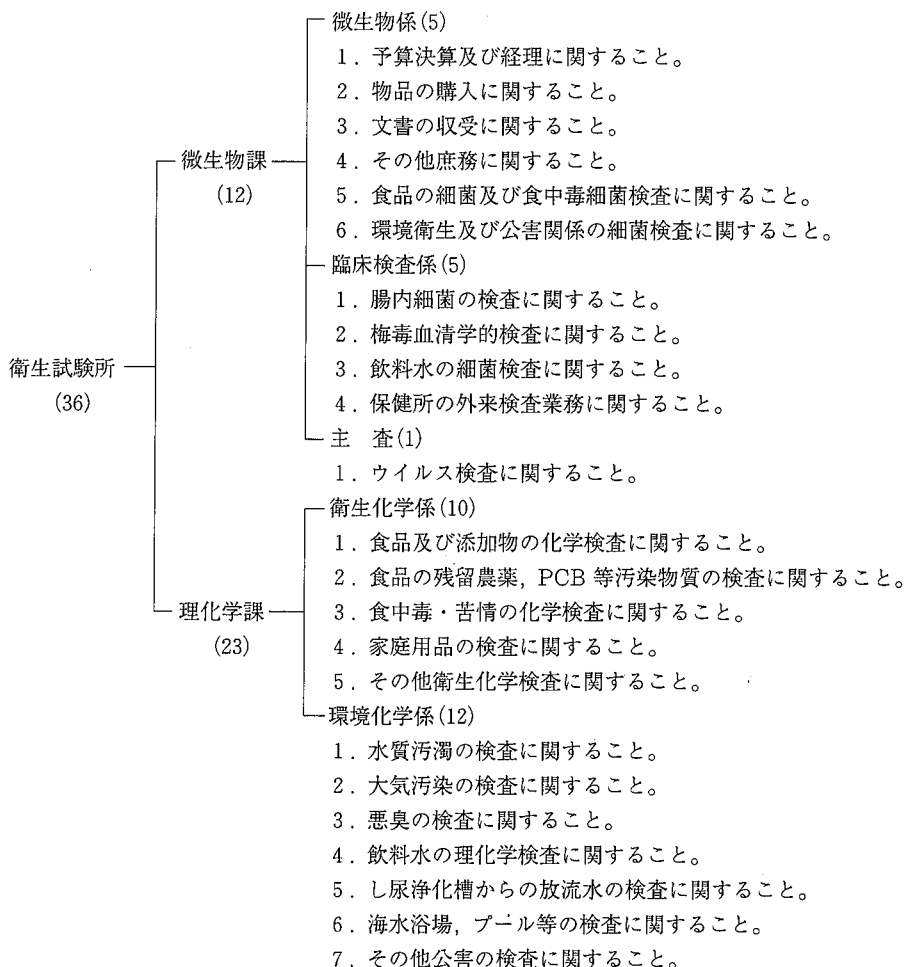 衛生試験所
(36)
微生物課
(12)
微生物係(5)
1. 予算決算及び経理に関すること。
2. 物品の購入に関すること。
3. 文書の収受に関すること。
4. その他庶務に関すること。
5. 食品の細菌及び食中毒細菌検査に関すること。
6. 環境衛生及び公害関係の細菌検査に関すること。
臨床検査係(5)
1. 腸内細菌の検査に関すること。
2. 梅毒血清学的検査に関すること。
3. 飲料水の細菌検査に関すること。
4. 保健所の外来検査業務に関すること。
主 査(1)
1. ウイルス検査に関すること。
理化学課
(23)
衛生化学係(10)
1. 食品及び添加物の化学検査に関すること。
2. 食品の残留農薬, PCB 等汚染物質の検査に関すること。
3. 食中毒・苦情の化学検査に関すること。
4. 家庭用品の検査に関すること。
5. その他衛生化学検査に関すること。
環境化学係(12)
1. 水質汚濁の検査に関すること。
2. 大気汚染の検査に関すること。
3. 悪臭の検査に関すること。
4. 飲料水の理化学検査に関すること。
5. し尿浄化槽からの放流水の検査に関すること。
6. 海水浴場, プール等の検査に関すること。
7. その他公害の検査に関すること。